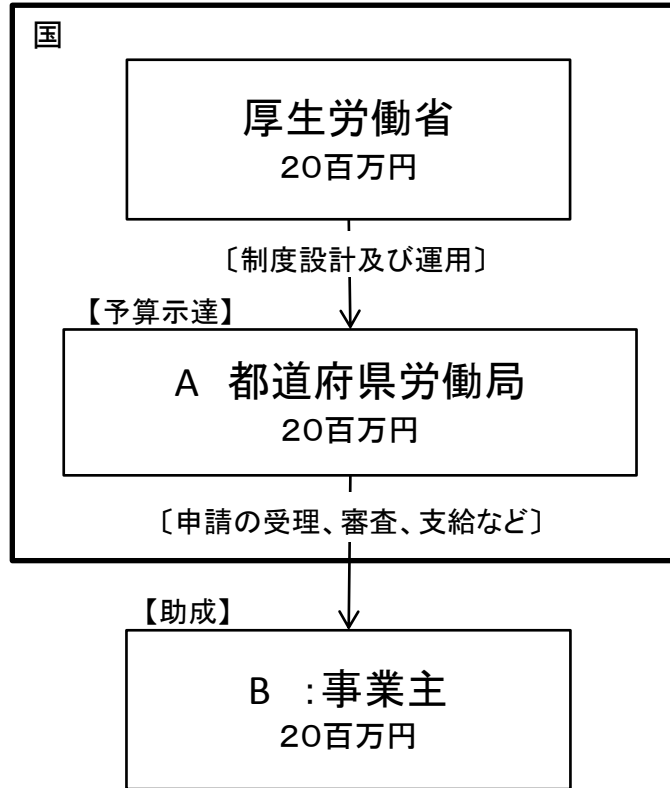 国
厚生労働省
20百万円
〔制度設計及び運用〕
【予算示達】
A 都道府県労働局
20百万円
〔申請の受理、審査、支給など〕
【助成】
B :事業主
20百万円